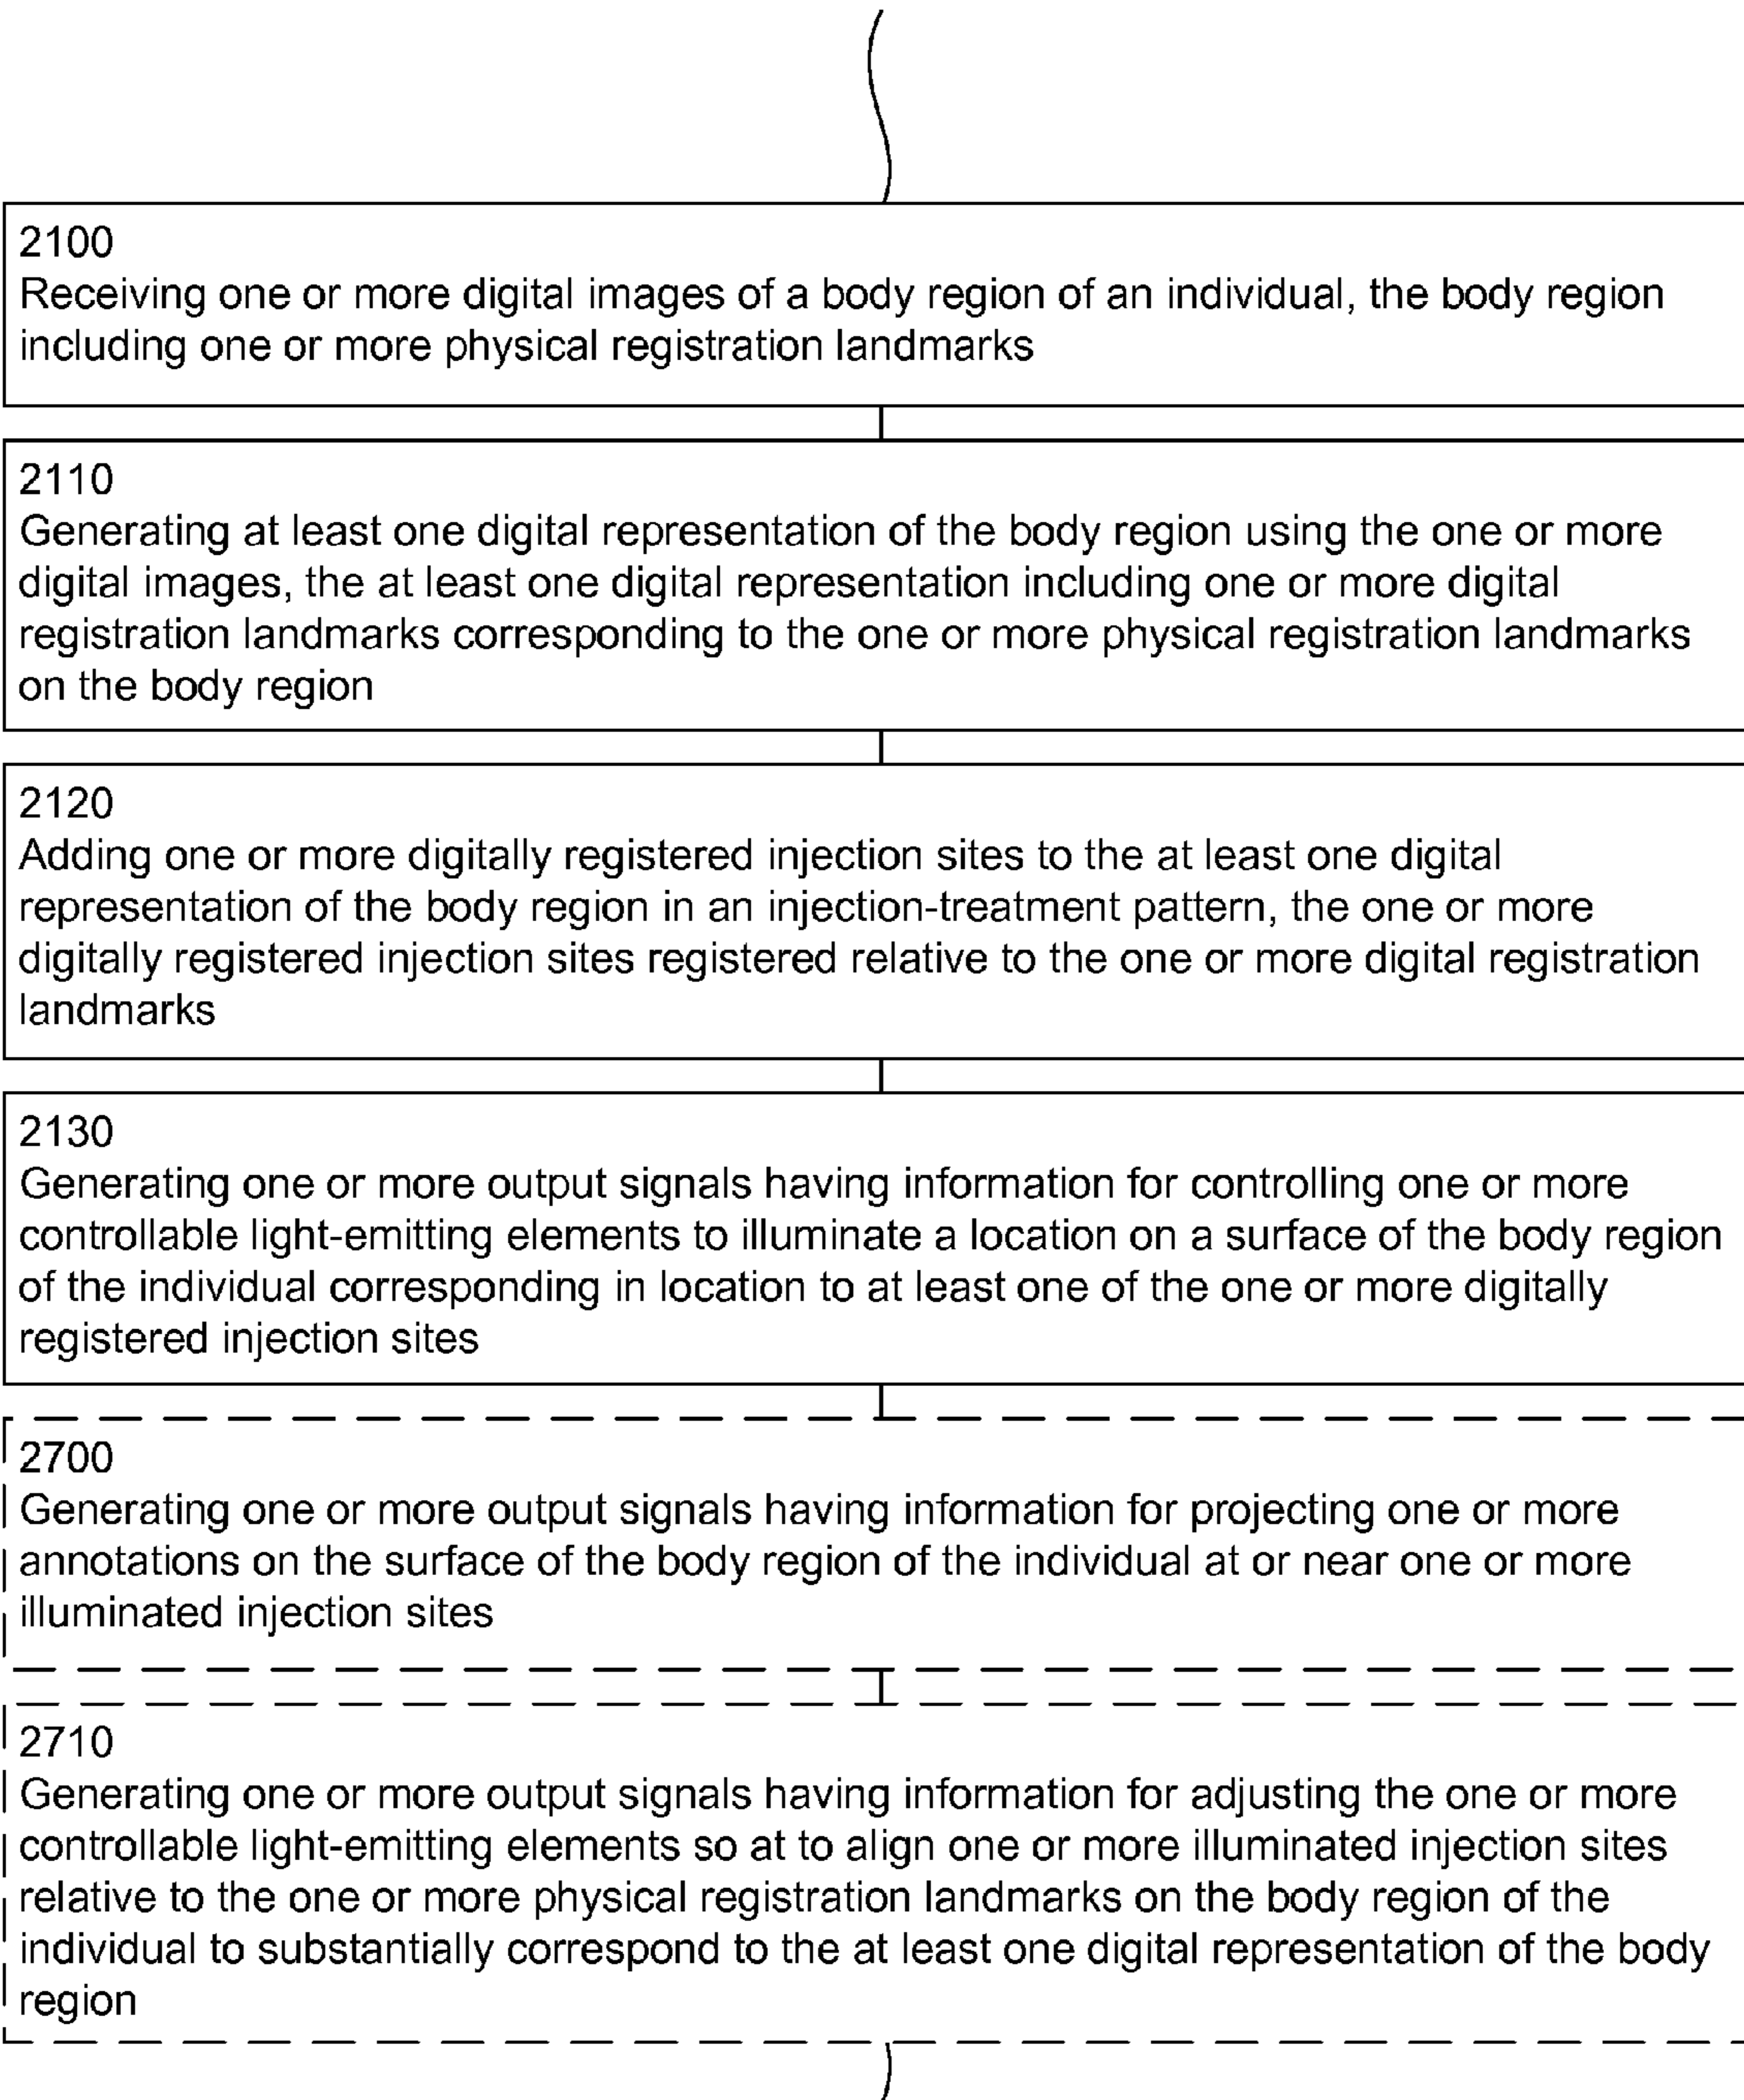 2100
Receiving one or more digital images of a body region of an individual, the body region
including one or more physical registration landmarks
2110
Generating at least one digital representation of the body region using the one or more
digital images, the at least one digital representation including one or more digital
registration landmarks corresponding to the one or more physical registration landmarks
on the body region
2120
Adding one or more digitally registered injection sites to the at least one digital
representation of the body region in an injection-treatment pattern, the one or more
digitally registered injection sites registered relative to the one or more digital registration
landmarks
2130
Generating one or more output signals having information for controlling one or more
controllable light-emitting elements to illuminate a location on a surface of the body region
of the individual corresponding in location to at least one of the one or more digitally
registered injection sites
2700
Generating one or more output signals having information for projecting one or more
annotations on the surface of the body region of the individual at or near one or more
illuminated injection sites
2710
Generating one or more output signals having information for adjusting the one or more
controllable light-emitting elements so at to align one or more illuminated injection sites
relative to the one or more physical registration landmarks on the body region of the
individual to substantially correspond to the at least one digital representation of the body
region